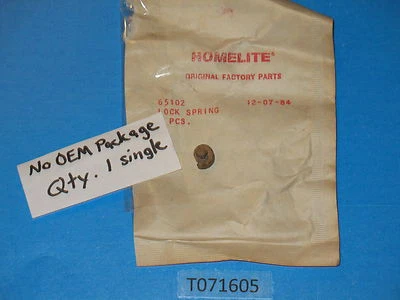 HOMELITE®
ORIGINAL FACTORY PARTS
65102 12-07-84
LOCK SPRING
PCS.
No OEM Package
Qty. 1 single
T071605